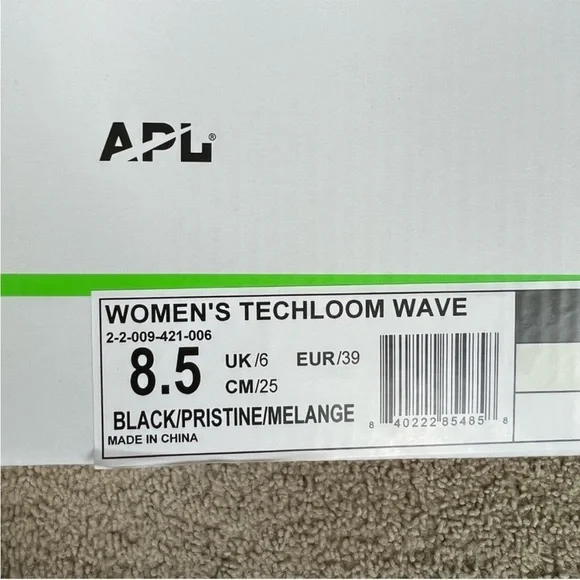 APL®
WOMEN'S TECHLOOM WAVE
2-2-009-421-006
8.5 UK/6 EUR/39
CM/25
BLACK/PRISTINE/MELANGE
MADE IN CHINA
8 40222 85485 8